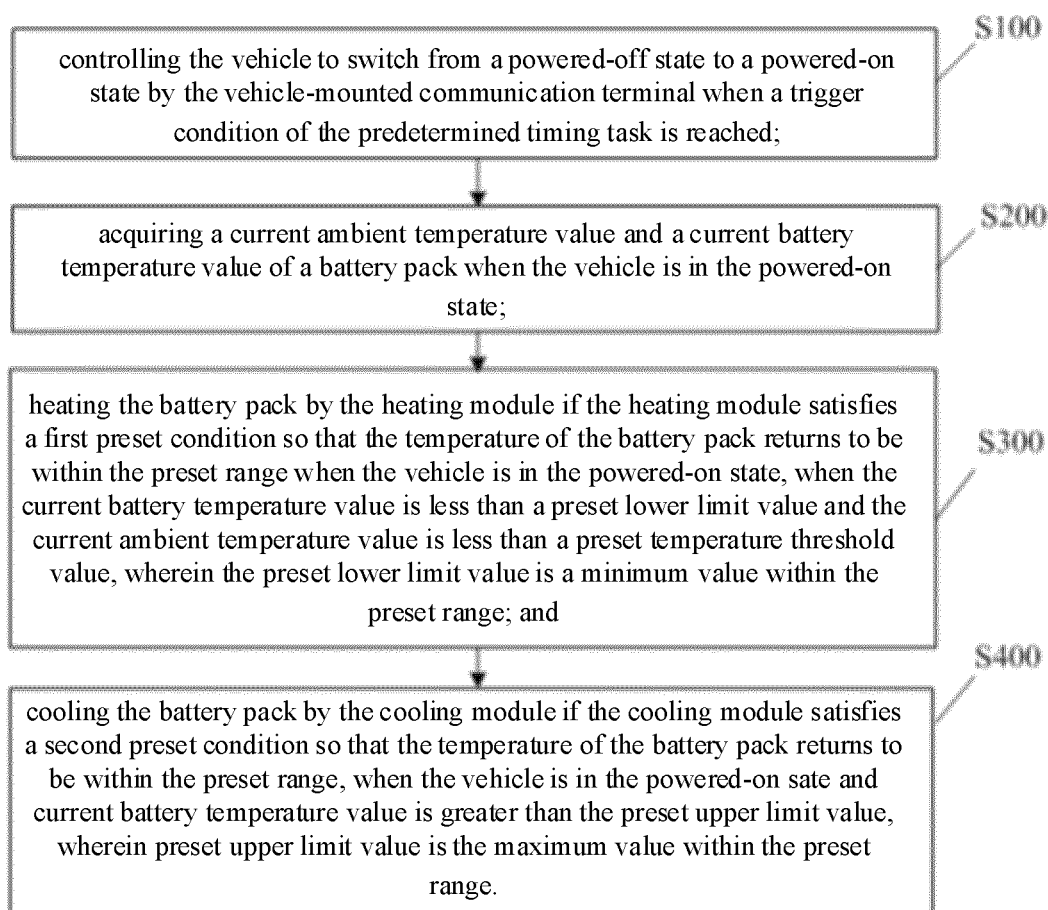 S100
controlling the vehicle to switch from a powered-off state to a powered-on
state by the vehicle-mounted communication terminal when a trigger
condition of the predetermined timing task is reached;
S200
acquiring a current ambient temperature value and a current battery
temperature value of a battery pack when the vehicle is in the powered-on
state;
S300
heating the battery pack by the heating module if the heating module satisfies
a first preset condition so that the temperature of the battery pack returns to be
within the preset range when the vehicle is in the powered-on state, when the
current battery temperature value is less than a preset lower limit value and the
current ambient temperature value is less than a preset temperature threshold
value, wherein the preset lower limit value is a minimum value within the
preset range; and
S400
cooling the battery pack by the cooling module if the cooling module satisfies
a second preset condition so that the temperature of the battery pack returns to
be within the preset range, when the vehicle is in the powered-on sate and
current battery temperature value is greater than the preset upper limit value,
wherein preset upper limit value is the maximum value within the preset
range.